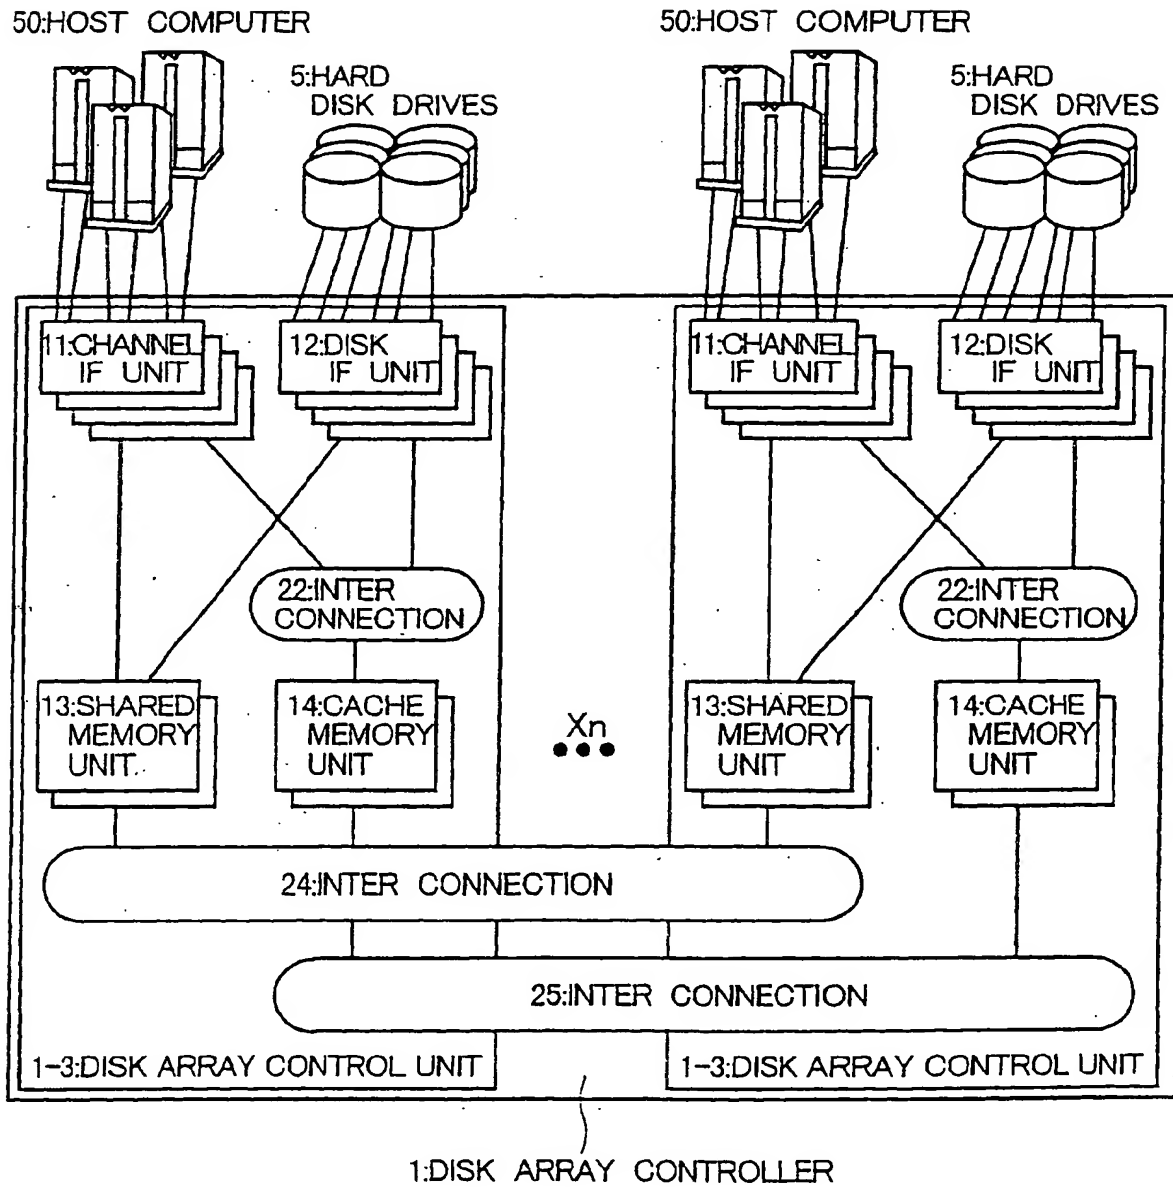 50:HOST COMPUTER
50:HOST COMPUTER
5:HARD
DISK DRIVES
5:HARD
DISK DRIVES
11:CHANNEL
IF UNIT
12:DISK
IF UNIT
11:CHANNEL
IF UNIT
12:DISK
IF UNIT
22:INTER
CONNECTION
22:INTER
CONNECTION
13:SHARED
MEMORY
UNIT
14:CACHE
MEMORY
UNIT
Xn
13:SHARED
MEMORY
UNIT
14:CACHE
MEMORY
UNIT
24:INTER CONNECTION
25:INTER CONNECTION
1-3:DISK ARRAY CONTROL UNIT
1-3:DISK ARRAY CONTROL UNIT
1:DISK ARRAY CONTROLLER